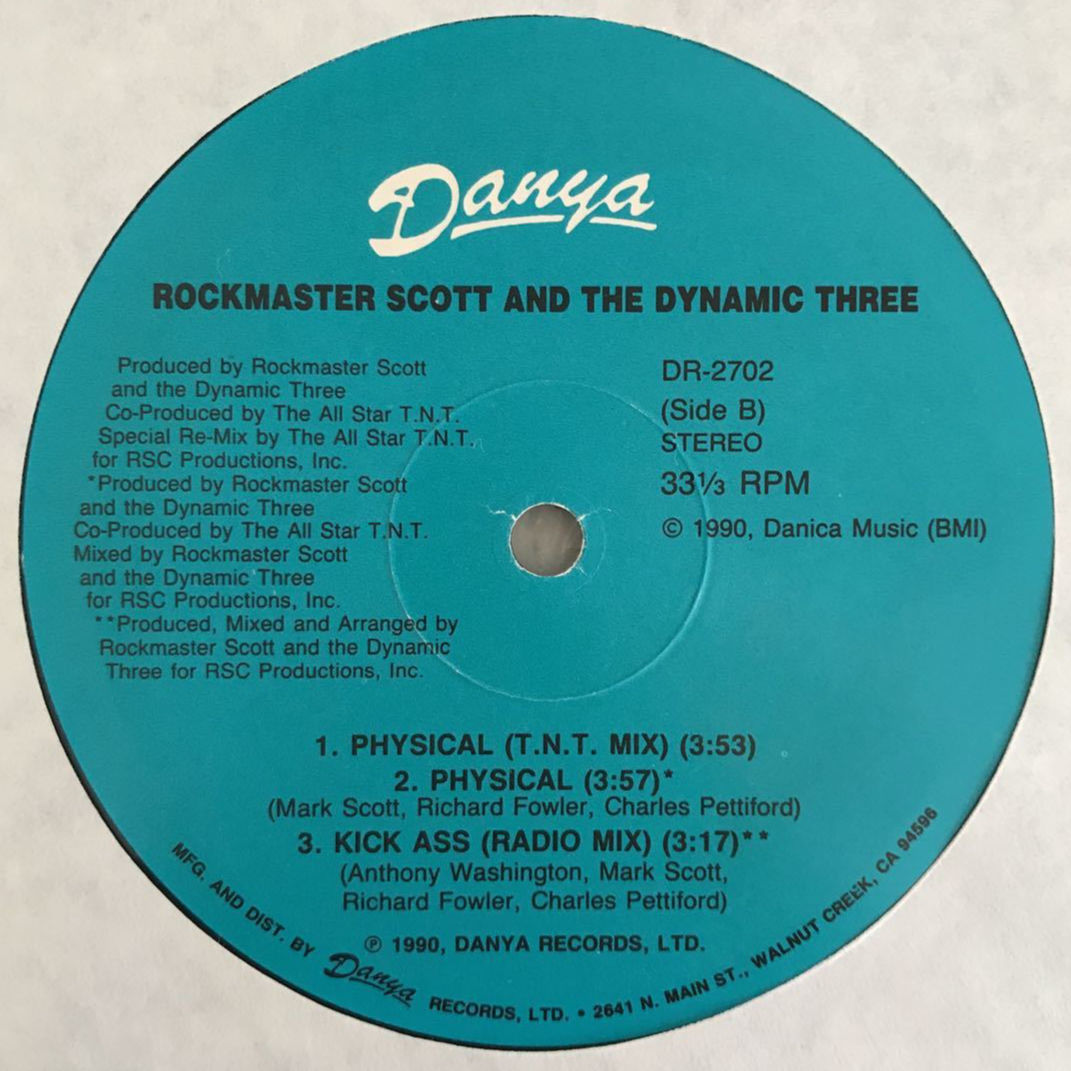 Danya
ROCKMASTER SCOTT AND THE DYNAMIC THREE
Produced by Rockmaster Scott
and the Dynamic Three
Co-Produced by The All Star T.N.T.
Special Re-Mix by The All Star T.N.T.
for RSC Productions, Inc.
*Produced by Rockmaster Scott
and the Dynamic Three
Co-Produced by The All Star T.N.T.
Mixed by Rockmaster Scott
and the Dynamic Three
for RSC Productions, Inc.
**Produced, Mixed and Arranged by
Rockmaster Scott and the Dynamic
Three for RSC Productions, Inc.
DR-2702
(Side B)
STEREO
33⅓ RPM
© 1990, Danica Music (BMI)
1. PHYSICAL (T.N.T. MIX) (3:53)
2. PHYSICAL (3:57)*
(Mark Scott, Richard Fowler, Charles Pettiford)
3. KICK ASS (RADIO MIX) (3:17)**
(Anthony Washington, Mark Scott,
Richard Fowler, Charles Pettiford)
℗ 1990, DANYA RECORDS, LTD.
MFG. AND DIST. BY Danya RECORDS, LTD. • 2641 N. MAIN ST., WALNUT CREEK, CA 94596